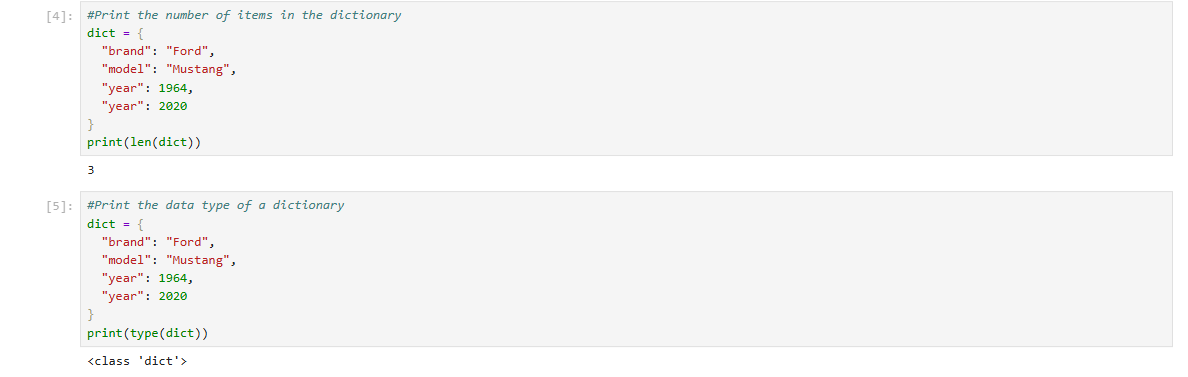 [4]: #Print the number of items in the dictionary
dict = {
  "brand": "Ford",
  "model": "Mustang",
  "year": 1964,
  "year": 2020
}
print(len(dict))
3
[5]: #Print the data type of a dictionary
dict = {
  "brand": "Ford",
  "model": "Mustang",
  "year": 1964,
  "year": 2020
}
print(type(dict))
<class 'dict'>